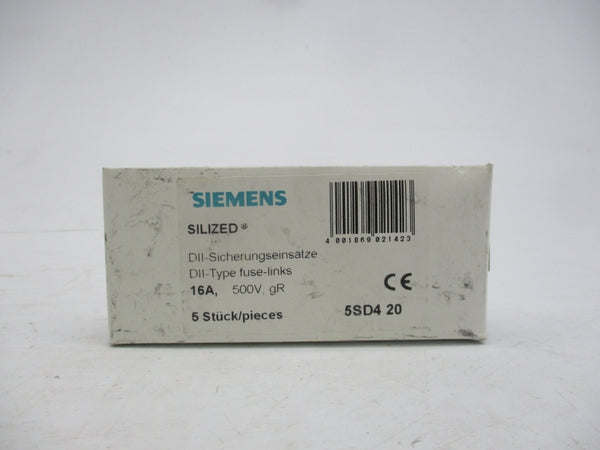 SIEMENS
4 001869 021423
SILIZED®
DII-Sicherungseinsätze
DII-Type fuse-links
16A, 500V, gR
CE
5 Stück/pieces
5SD4 20